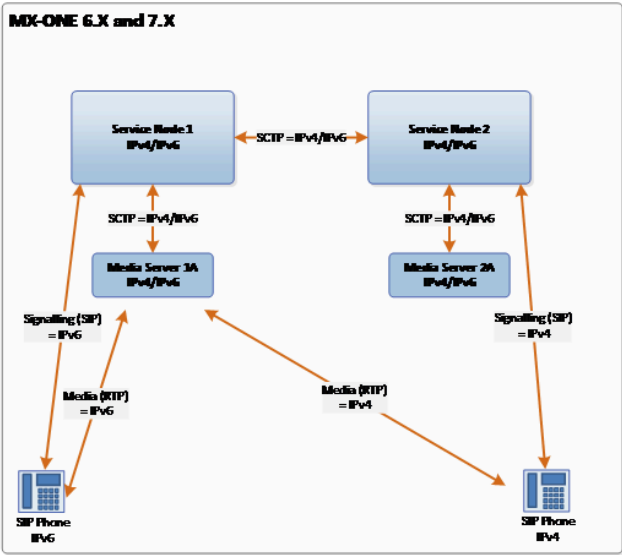 MX-ONE 6.X and 7.X
Service Node 1
IPv4/IPv6
SCTP = IPv4/IPv6
Service Node 2
IPv4/IPv6
SCTP = IPv4/IPv6
SCTP = IPv4/IPv6
Media Server 1A
IPv4/IPv6
Media Server 2A
IPv4/IPv6
Signalling (SIP)
= IPv6
Signalling (SIP)
= IPv4
Media (RTP)
= IPv6
Media (RTP)
= IPv4
SIP Phone
IPv6
SIP Phone
IPv4